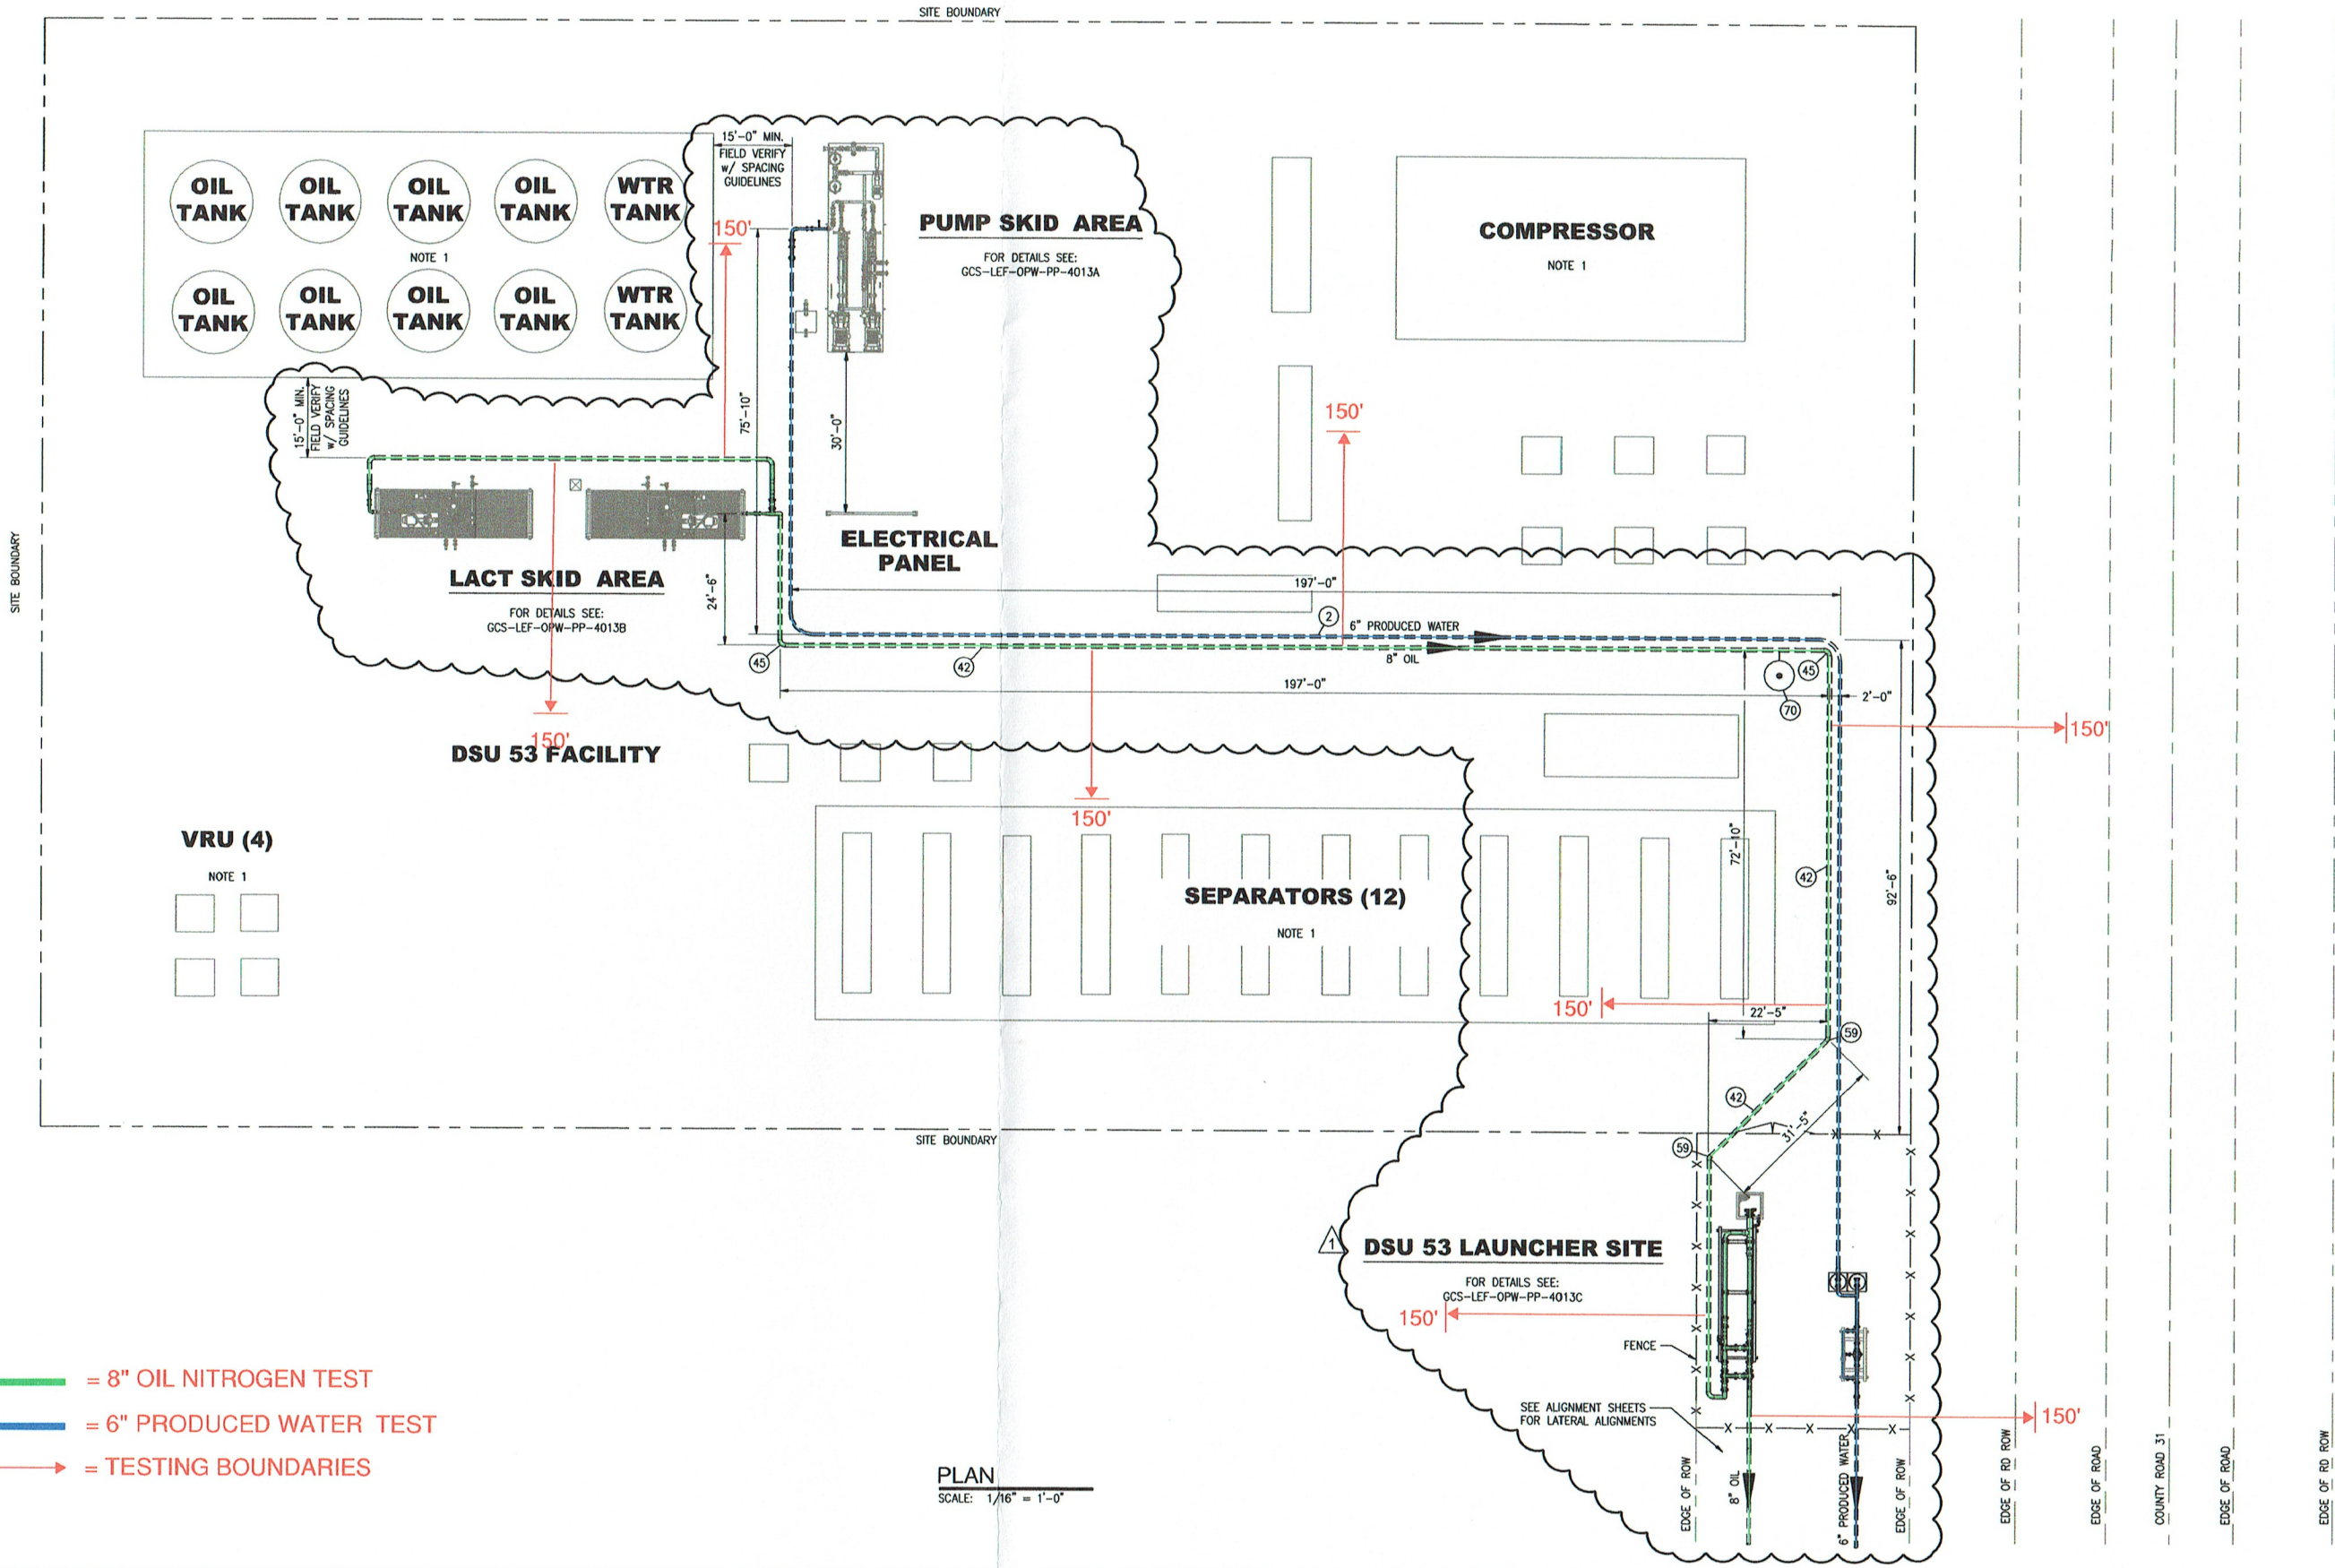 SITE BOUNDARY
15'-0" MIN.
FIELD VERIFY
w/ SPACING
GUIDELINES
OIL
TANK
OIL
TANK
OIL
TANK
OIL
TANK
WTR
TANK
NOTE 1
OIL
TANK
OIL
TANK
OIL
TANK
OIL
TANK
WTR
TANK
150'
PUMP SKID AREA
FOR DETAILS SEE:
GCS-LEF-OPW-PP-4013A
COMPRESSOR
NOTE 1
15'-0" MIN.
FIELD VERIFY
w/ SPACING
GUIDELINES
75'-10"
30'-0"
150'
ELECTRICAL
PANEL
LACT SKID AREA
FOR DETAILS SEE:
GCS-LEF-OPW-PP-4013B
24'-6"
SITE BOUNDARY
197'-0"
2
6" PRODUCED WATER
8" OIL
45
42
45
197'-0"
70
2'-0"
150'
150'
DSU 53 FACILITY
150'
VRU (4)
NOTE 1
SEPARATORS (12)
NOTE 1
72'-10"
42
92'-6"
150'
22'-5"
59
42
31'-5"
SITE BOUNDARY
59
1
DSU 53 LAUNCHER SITE
FOR DETAILS SEE:
GCS-LEF-OPW-PP-4013C
150'
FENCE
SEE ALIGNMENT SHEETS
FOR LATERAL ALIGNMENTS
150'
EDGE OF ROW
8" OIL
6" PRODUCED WATER
EDGE OF ROW
EDGE OF RD ROW
EDGE OF ROAD
COUNTY ROAD 31
EDGE OF ROAD
EDGE OF RD ROW
= 8" OIL NITROGEN TEST
= 6" PRODUCED WATER TEST
= TESTING BOUNDARIES
PLAN
SCALE: 1/16" = 1'-0"